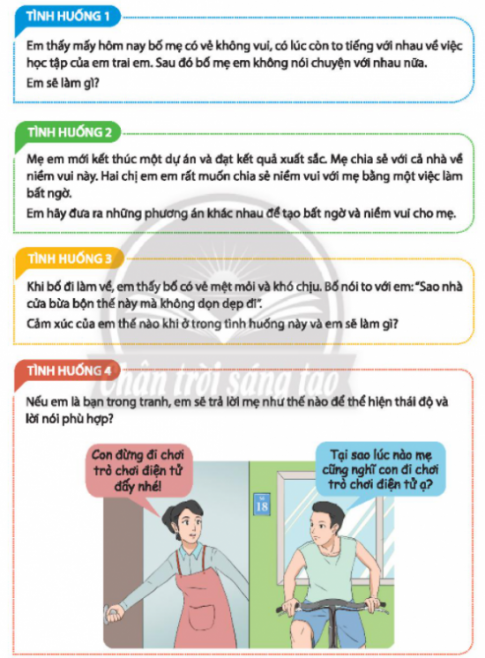 TÌNH HUỐNG 1
Em thấy mấy hôm nay bố mẹ có vẻ không vui, có lúc còn to tiếng với nhau về việc
học tập của em trai em. Sau đó bố mẹ em không nói chuyện với nhau nữa.
Em sẽ làm gì?
TÌNH HUỐNG 2
Mẹ em mới kết thúc một dự án và đạt kết quả xuất sắc. Mẹ chia sẻ với cả nhà về
niềm vui này. Hai chị em em rất muốn chia sẻ niềm vui với mẹ bằng một việc làm
bất ngờ.
Em hãy đưa ra những phương án khác nhau để tạo bất ngờ và niềm vui cho mẹ.
TÌNH HUỐNG 3
Khi bố đi làm về, em thấy bố có vẻ mệt mỏi và khó chịu. Bố nói to với em: "Sao nhà
cửa bừa bộn thế này mà không dọn dẹp đi".
Cảm xúc của em thế nào khi ở trong tình huống này và em sẽ làm gì?
Chân trời sáng tạo
TÌNH HUỐNG 4
Nếu em là bạn trong tranh, em sẽ trả lời mẹ như thế nào để thể hiện thái độ và
lời nói phù hợp?
Con đừng đi chơi
trò chơi điện tử
đấy nhé!
Tại sao lúc nào mẹ
cũng nghĩ con đi chơi
trò chơi điện tử ạ?
18